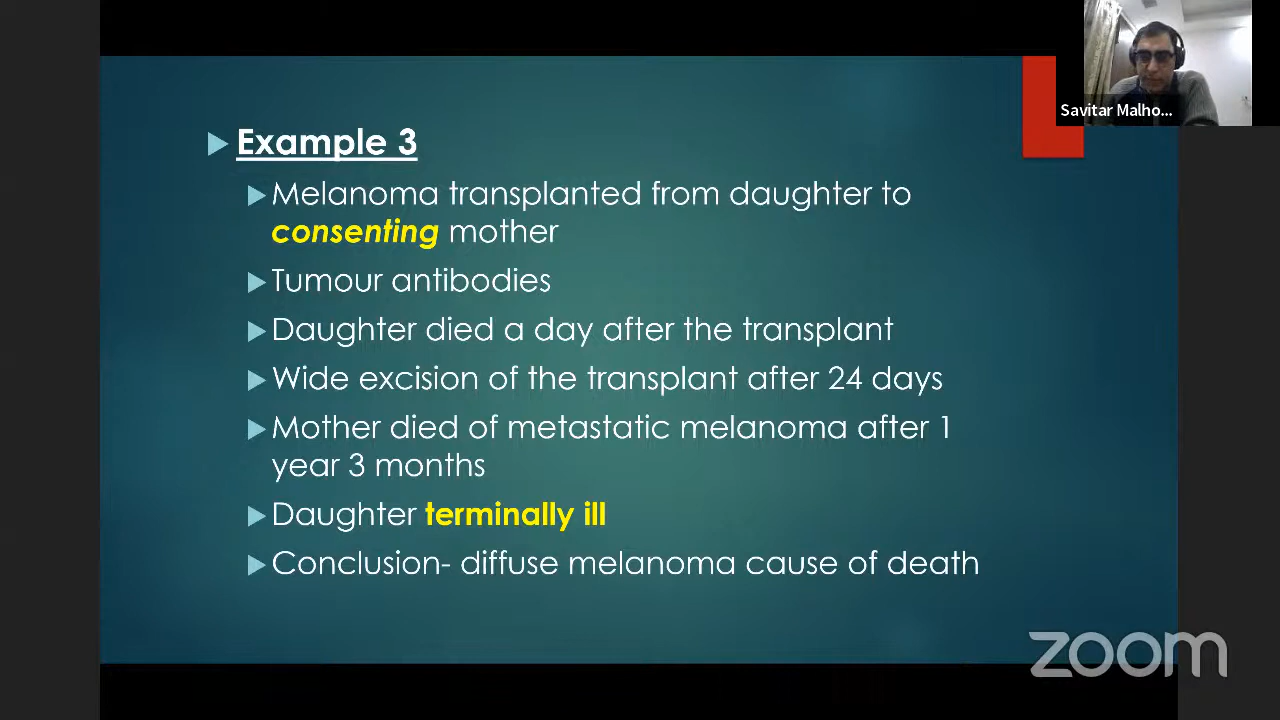 Savitar Malho...
Example 3
Melanoma transplanted from daughter to
consenting mother
Tumour antibodies
Daughter died a day after the transplant
Wide excision of the transplant after 24 days
Mother died of metastatic melanoma after 1
year 3 months
Daughter terminally ill
Conclusion- diffuse melanoma cause of death
zoom